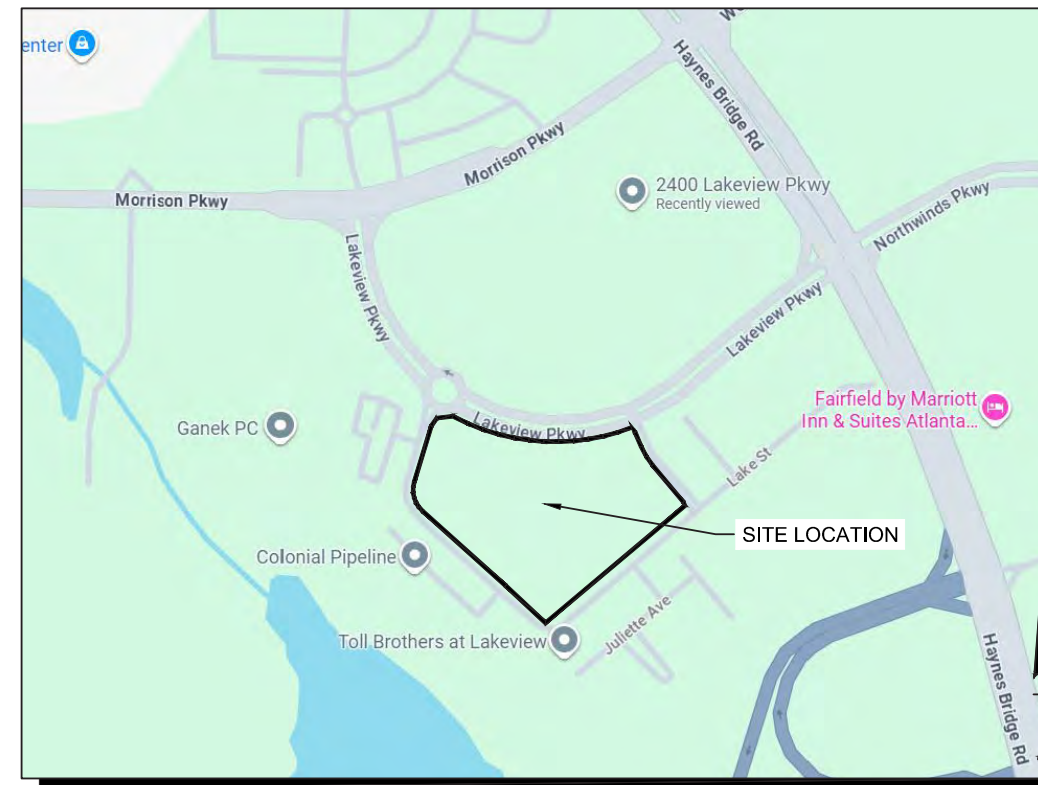 enter
Haynes Bridge Rd
Morrison Pkwy
Morrison Pkwy
2400 Lakeview Pkwy
Recently viewed
Northwinds Pkwy
Lakeview Pkwy
Lakeview Pkwy
Fairfield by Marriott
Inn & Suites Atlanta...
Ganek PC
Lakeview Pkwy
Lake St
SITE LOCATION
Colonial Pipeline
Juliette Ave
Toll Brothers at Lakeview
Haynes Bridge Rd